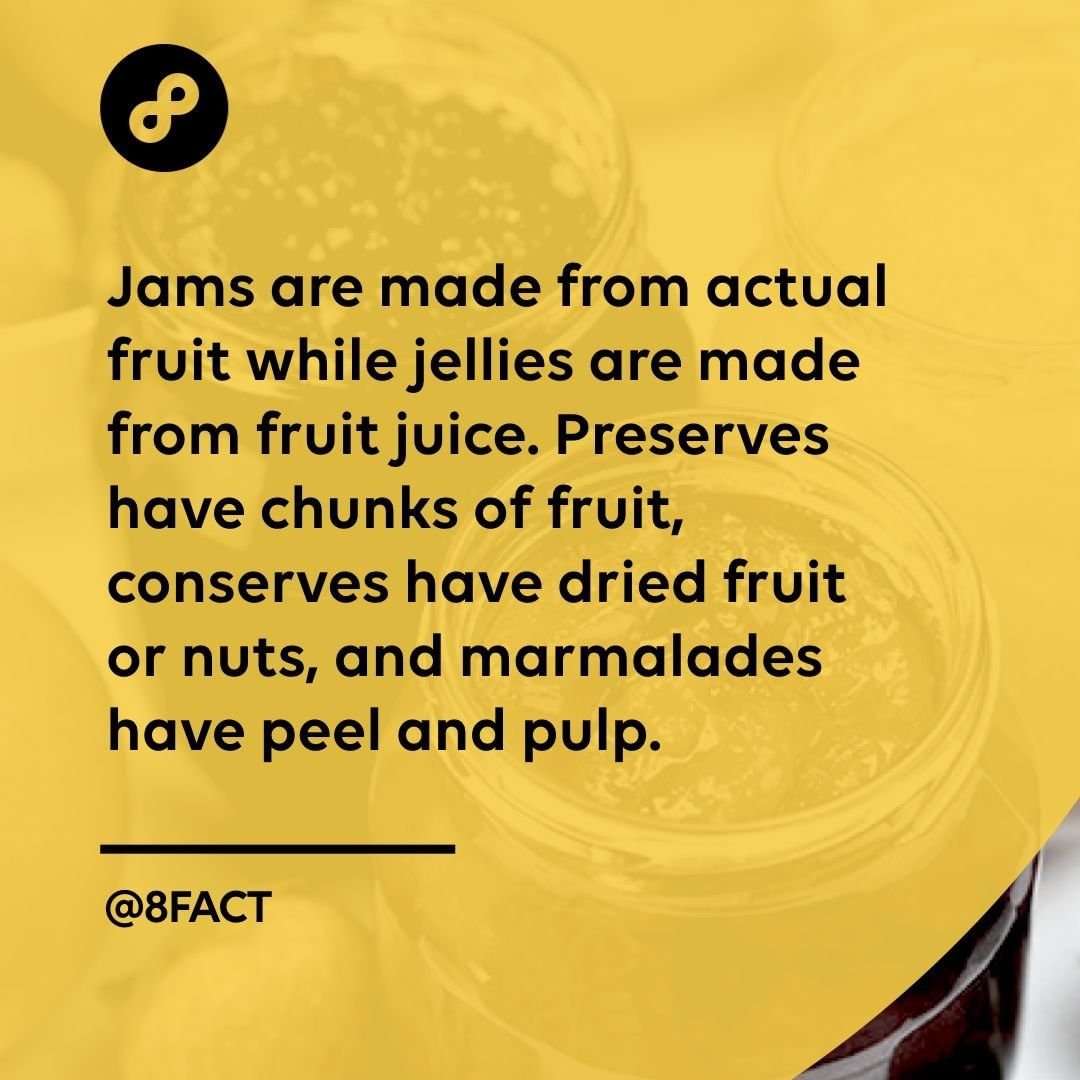 Jams are made from actual
fruit while jellies are made
from fruit juice. Preserves
have chunks of fruit,
conserves have dried fruit
or nuts, and marmalades
have peel and pulp.
@8FACT